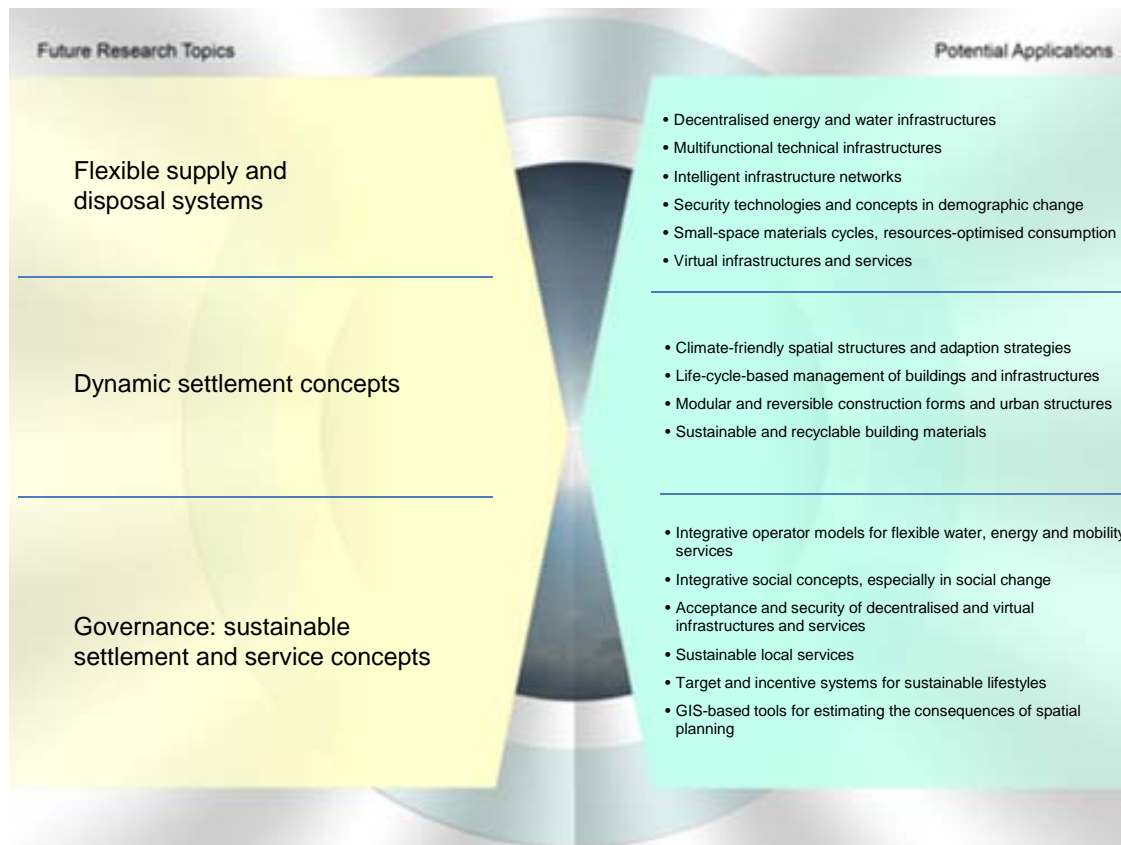 Future Research Topics
Potential Applications
Flexible supply and
disposal systems
• Decentralised energy and water infrastructures
• Multifunctional technical infrastructures
• Intelligent infrastructure networks
• Security technologies and concepts in demographic change
• Small-space materials cycles, resources-optimised consumption
• Virtual infrastructures and services
Dynamic settlement concepts
• Climate-friendly spatial structures and adaption strategies
• Life-cycle-based management of buildings and infrastructures
• Modular and reversible construction forms and urban structures
• Sustainable and recyclable building materials
Governance: sustainable
settlement and service concepts
• Integrative operator models for flexible water, energy and mobility
services
• Integrative social concepts, especially in social change
• Acceptance and security of decentralised and virtual
infrastructures and services
• Sustainable local services
• Target and incentive systems for sustainable lifestyles
• GIS-based tools for estimating the consequences of spatial
planning